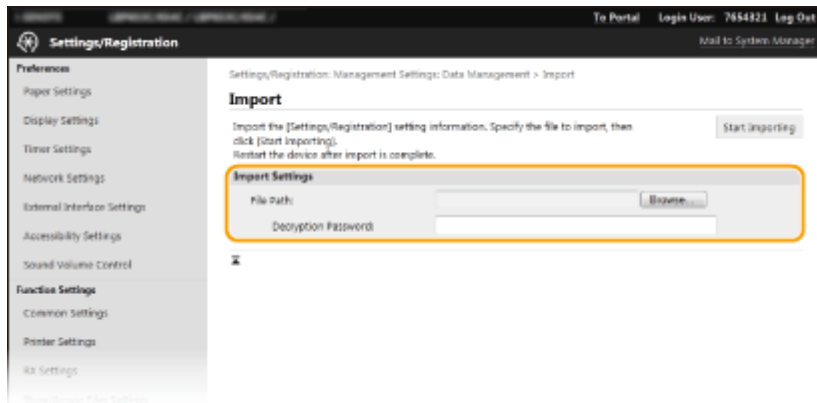 To Portal Login User: 7654321 Log Out
Settings/Registration
Mail to System Manager
Preferences
Paper Settings
Display Settings
Timer Settings
Network Settings
External Interface Settings
Accessibility Settings
Sound Volume Control
Function Settings
Common Settings
Printer Settings
RX Settings
Settings/Registration: Management Settings: Data Management > Import
Import
Import the [Settings/Registration] setting information. Specify the file to import, then
click [Start Importing].
Restart the device after import is complete.
Start Importing
Import Settings
File Path:
Browse...
Decryption Password: